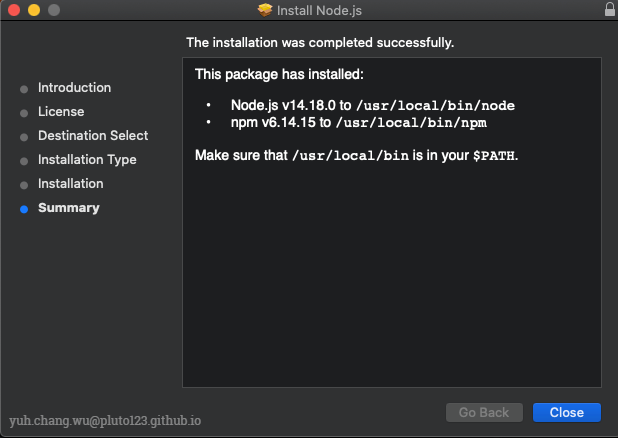 Install Node.js
The installation was completed successfully.
Introduction
License
Destination Select
Installation Type
Installation
Summary
This package has installed:
• Node.js v14.18.0 to /usr/local/bin/node
• npm v6.14.15 to /usr/local/bin/npm
Make sure that /usr/local/bin is in your $PATH.
Go Back
Close
yuh.chang.wu@pluto123.github.io